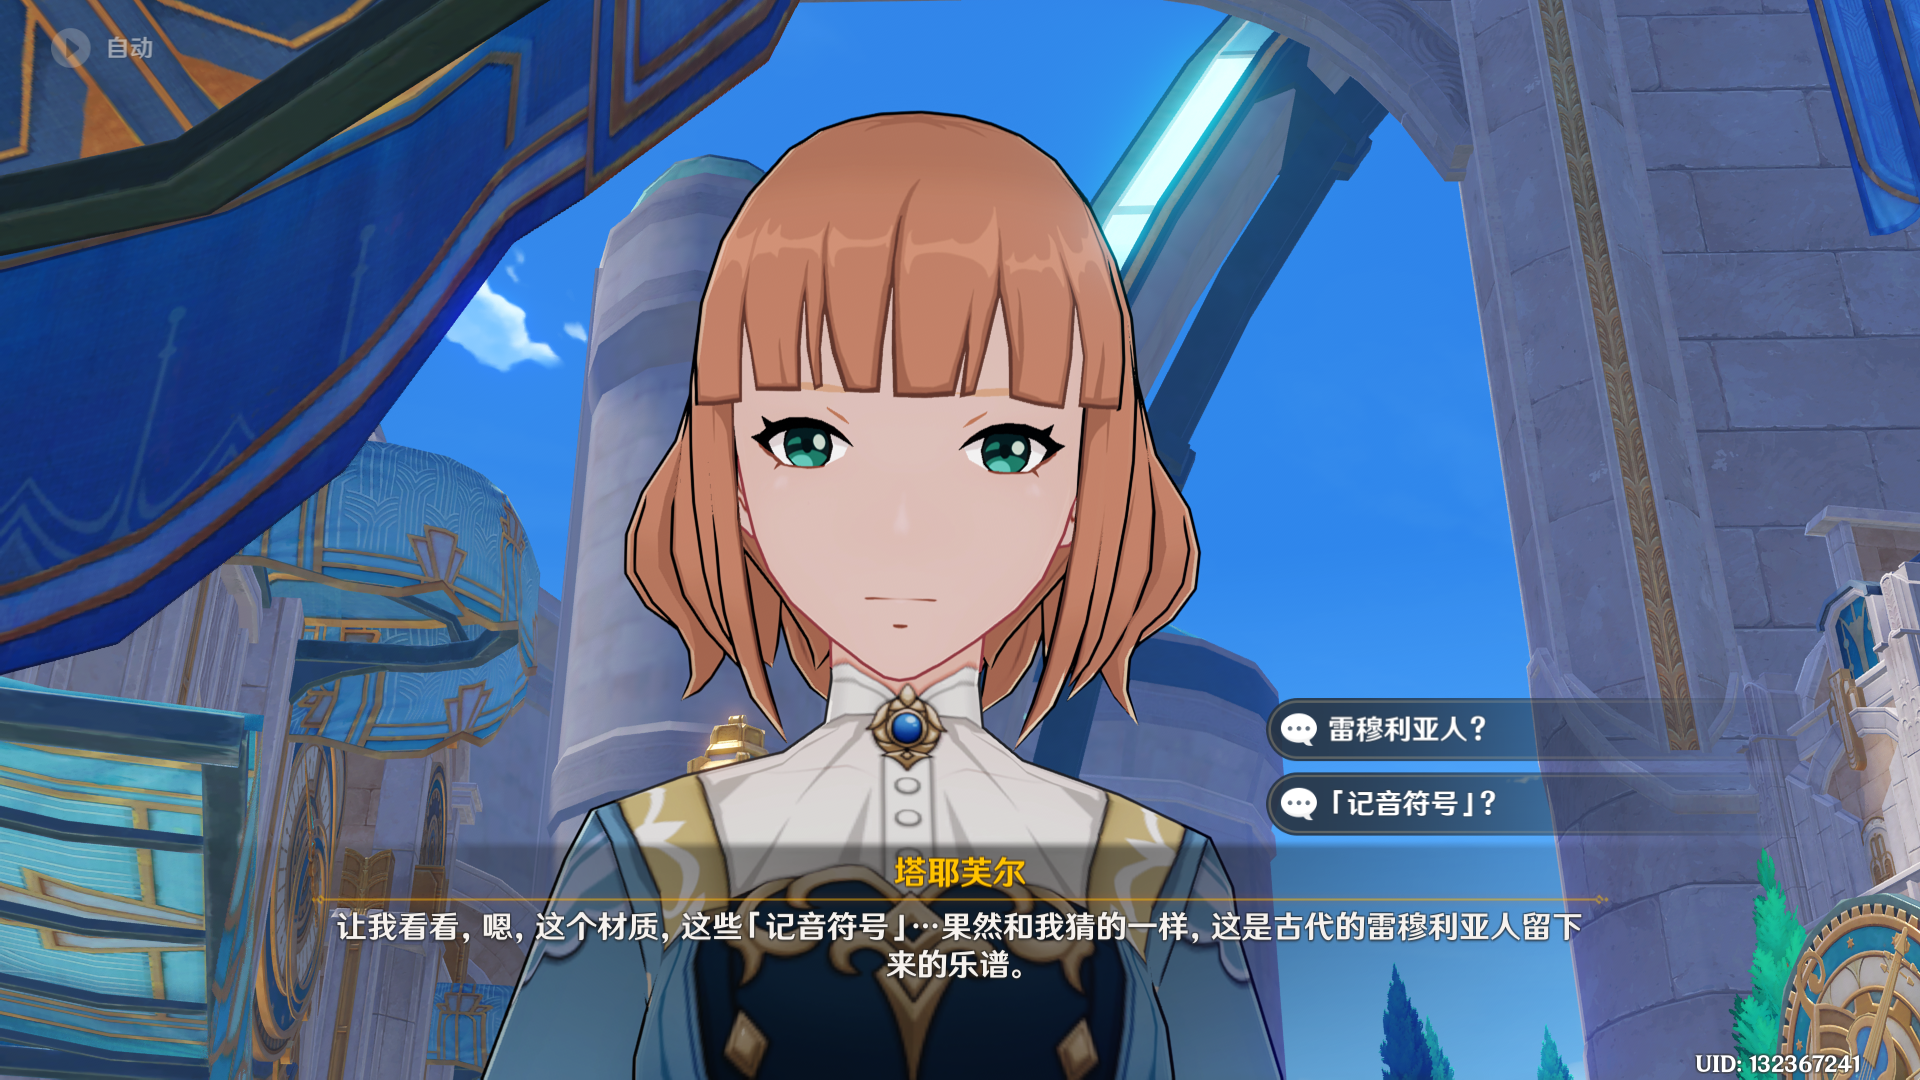 自动
雷穆利亚人？
「记音符号」？
塔耶芙尔
让我看看，嗯，这个材质，这些「记音符号」…果然和我猜的一样，这是古代的雷穆利亚人留下
来的乐谱。
UID: 132367241